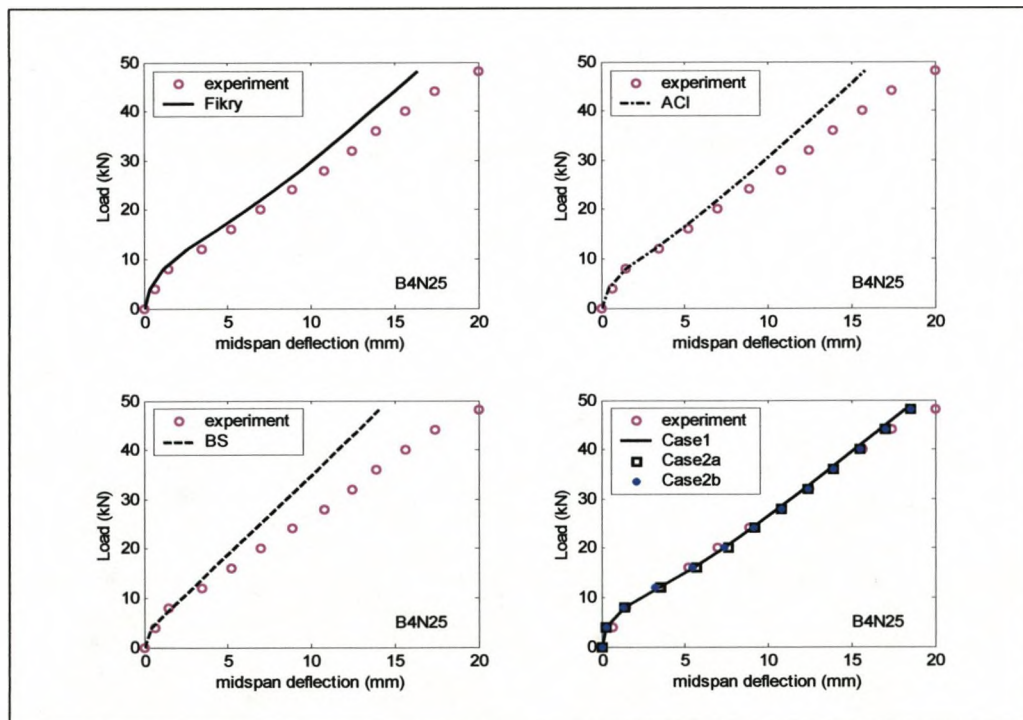 50
40
30
20
10
0
Load (kN)
experiment
Fikry
B4N25
0 5 10 15 20
midspan deflection (mm)
50
40
30
20
10
0
Load (kN)
experiment
ACI
B4N25
0 5 10 15 20
midspan deflection (mm)
50
40
30
20
10
0
Load (kN)
experiment
BS
B4N25
0 5 10 15 20
midspan deflection (mm)
50
40
30
20
10
0
Load (kN)
experiment
Case1
Case2a
Case2b
B4N25
0 5 10 15 20
midspan deflection (mm)